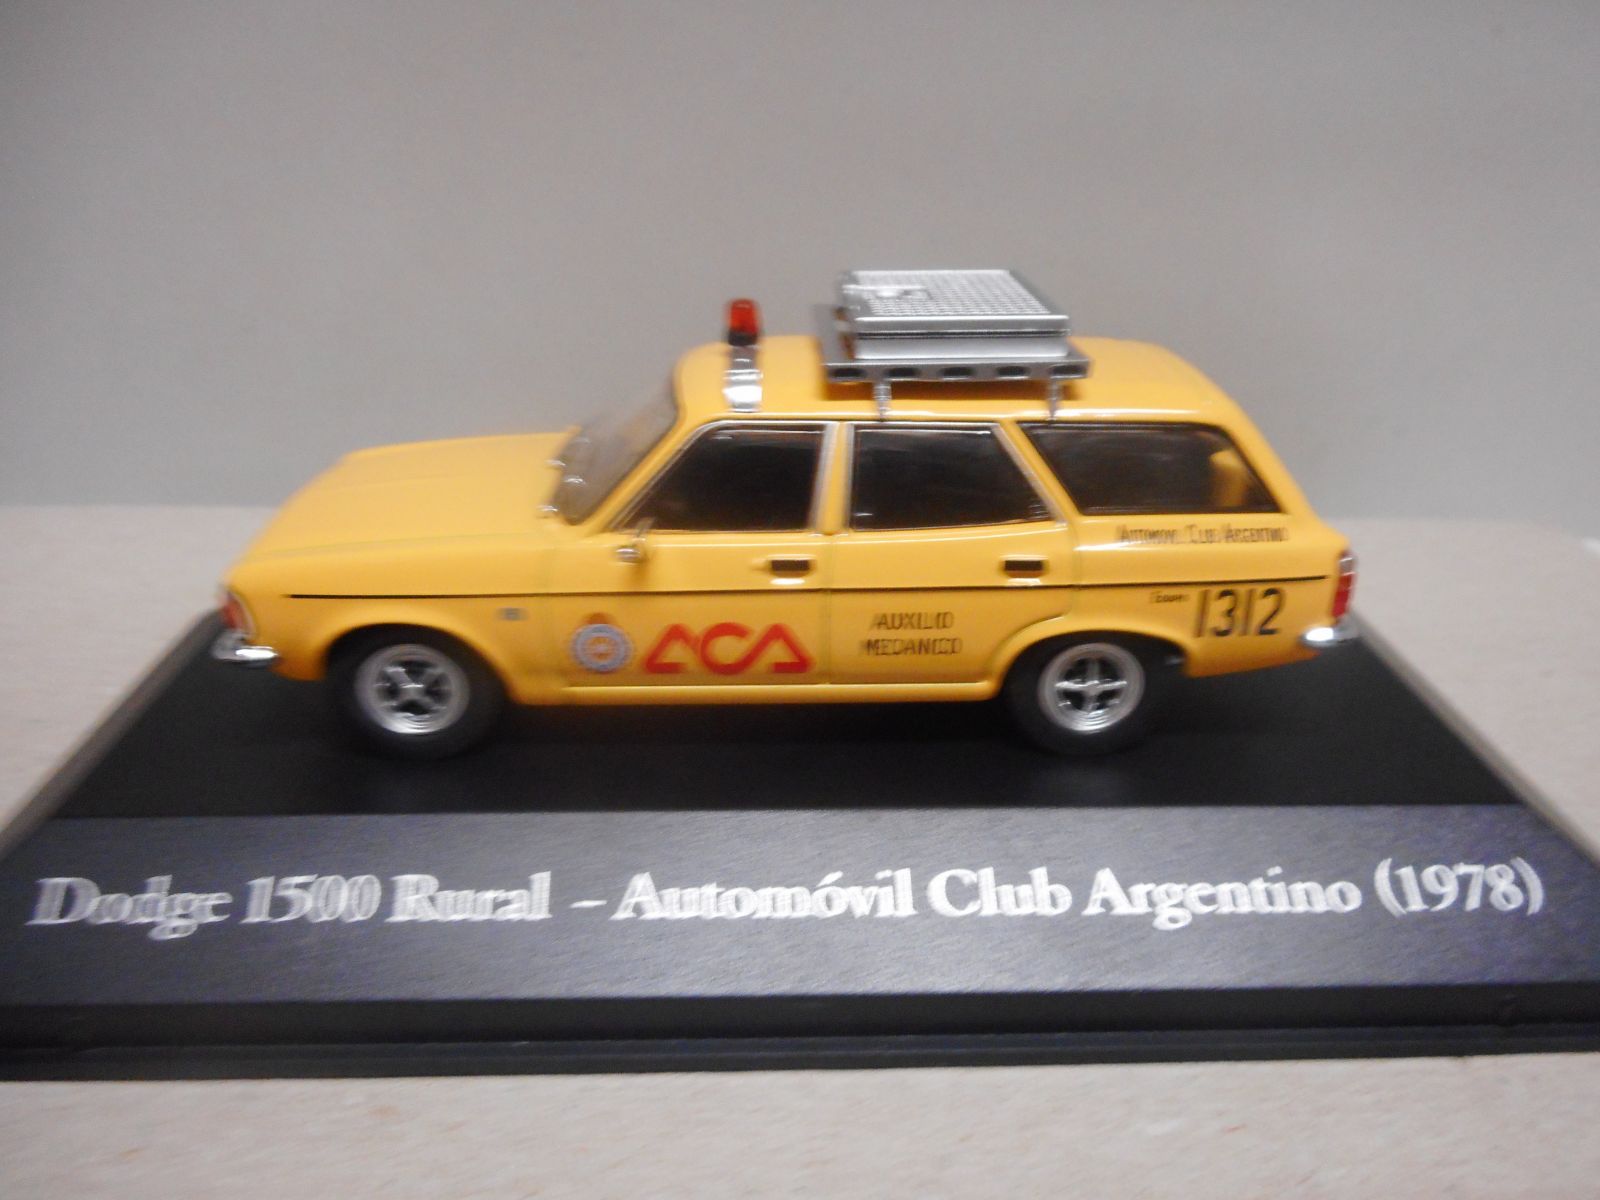 AUTOMOVIL CLUB ARGENTINO
1312
ACA
AUXILIO
MECANICO
Dodge 1500 Rural - Automóvil Club Argentino (1978)